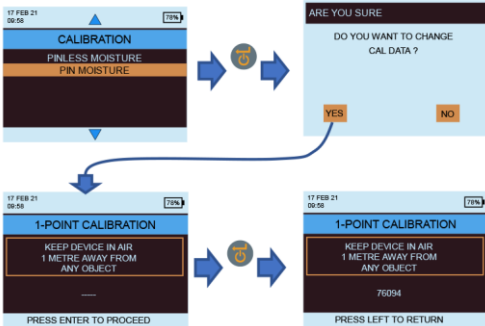 17 FEB 21
09:58
78%
CALIBRATION
PINLESS MOISTURE
PIN MOISTURE
ARE YOU SURE
DO YOU WANT TO CHANGE
CAL DATA ?
YES
NO
17 FEB 21
09:58
78%
1-POINT CALIBRATION
KEEP DEVICE IN AIR
1 METRE AWAY FROM
ANY OBJECT
----
PRESS ENTER TO PROCEED
17 FEB 21
09:58
78%
1-POINT CALIBRATION
KEEP DEVICE IN AIR
1 METRE AWAY FROM
ANY OBJECT
76094
PRESS LEFT TO RETURN